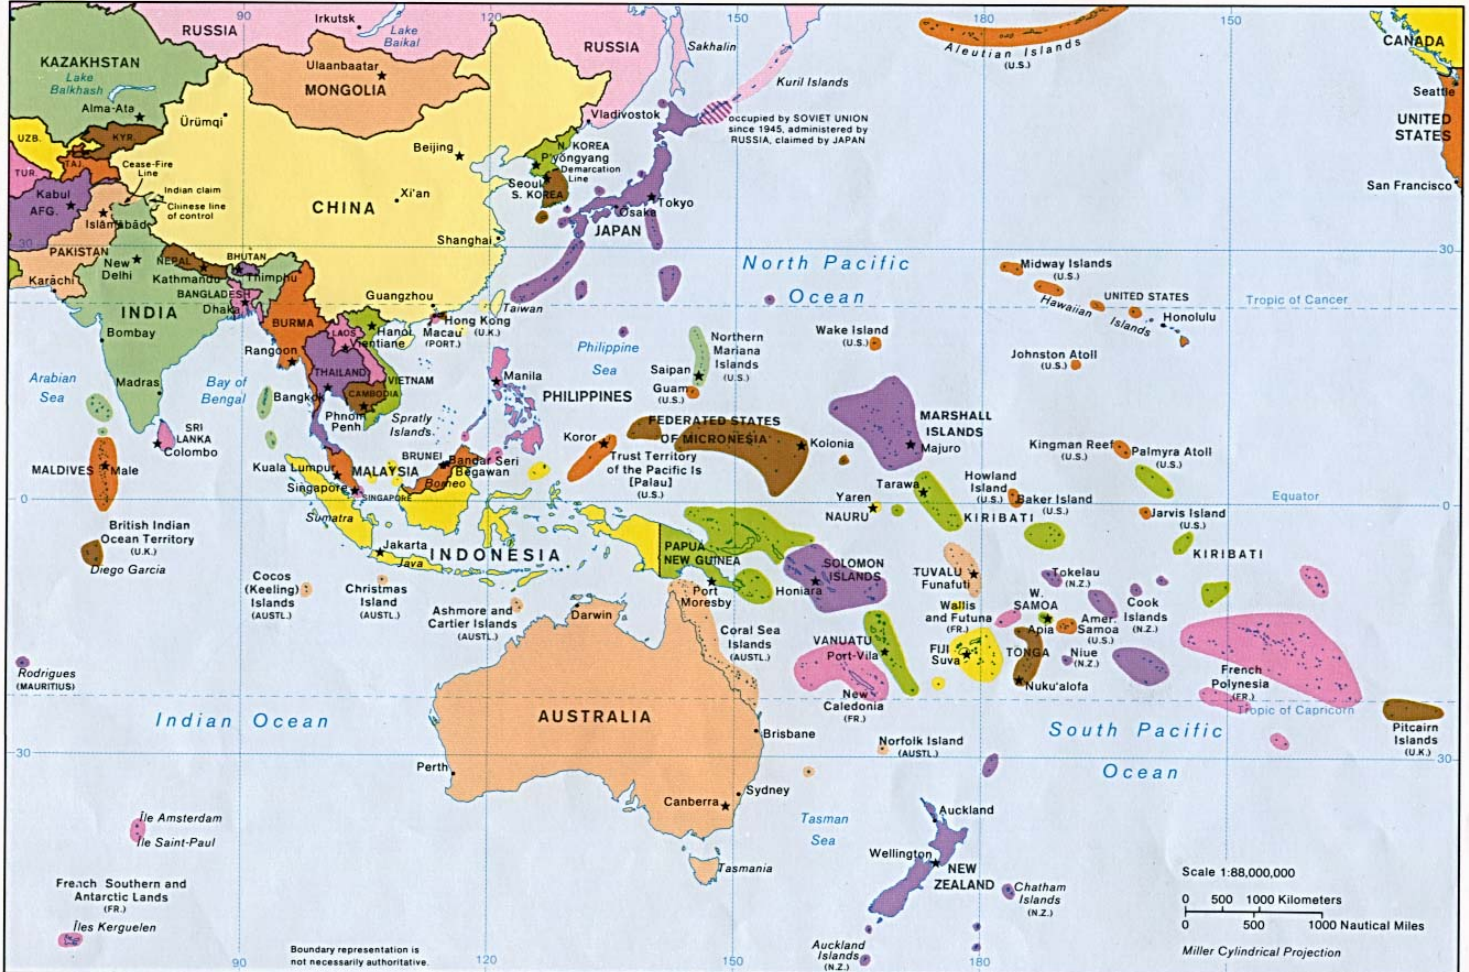 90
120
150
180
150
Irkutsk
RUSSIA
Lake
Baikal
RUSSIA
Sakhalin
Aleutian Islands
(U.S.)
CANADA
KAZAKHSTAN
Lake
Balkhash
Alma-Ata
Ulaanbaatar
MONGOLIA
Kuril Islands
Seattle
UZB.
KYR.
Ürümqi
Vladivostok
occupied by SOVIET UNION
since 1945, administered by
RUSSIA, claimed by JAPAN
UNITED
STATES
TAJ.
TUR.
Cease-Fire
Line
Beijing
N. KOREA
P'yŏngyang
Demarcation
Line
Seoul
S. KOREA
San Francisco
Kabul
AFG.
Indian claim
Chinese line
of control
Islāmābād
Xi'an
CHINA
Tokyo
Osaka
JAPAN
30
PAKISTAN
New
Delhi
NEPAL
Kathmandu
BHUTAN
Thimphu
Shanghai
30
North Pacific
Ocean
Midway Islands
(U.S.)
Karāchi
BANGLADESH
Dhaka
INDIA
Guangzhou
Taiwan
UNITED STATES
Hawaiian
Islands
Honolulu
Tropic of Cancer
Bombay
BURMA
Hanoi
Macau
(PORT.)
Hong Kong
(U.K.)
LAOS
Vientiane
Rangoon
Philippine
Sea
Northern
Mariana
Islands
(U.S.)
Wake Island
(U.S.)
Johnston Atoll
(U.S.)
Arabian
Sea
Madras
Bay of
Bengal
THAILAND
Bangkok
VIETNAM
CAMBODIA
Phnom
Penh
Manila
PHILIPPINES
Saipan
Guam
(U.S.)
Spratly
Islands
SRI
LANKA
Colombo
FEDERATED STATES
OF MICRONESIA
Kolonia
MARSHALL
ISLANDS
Majuro
Koror
Trust Territory
of the Pacific Is
[Palau]
(U.S.)
Kingman Reef
(U.S.)
Palmyra Atoll
(U.S.)
MALDIVES
Male
Kuala Lumpur
MALAYSIA
BRUNEI
Bandar Seri
Begawan
Singapore
SINGAPORE
Borneo
Tarawa
Howland
Island
(U.S.)
Baker Island
(U.S.)
Yaren
NAURU
KIRIBATI
Jarvis Island
(U.S.)
0
Equator
0
Sumatra
British Indian
Ocean Territory
(U.K.)
Diego Garcia
Jakarta
Java
INDONESIA
PAPUA
NEW GUINEA
Port
Moresby
SOLOMON
ISLANDS
Honiara
KIRIBATI
TUVALU
Funafuti
Tokelau
(N.Z.)
Cocos
(Keeling)
Islands
(AUSTL.)
Christmas
Island
(AUSTL.)
Ashmore and
Cartier Islands
(AUSTL.)
Darwin
Coral Sea
Islands
(AUSTL.)
Wallis
and Futuna
(FR.)
W.
SAMOA
Apia
Amer.
Samoa
(U.S.)
Cook
Islands
(N.Z.)
VANUATU
Port-Vila
FIJI
Suva
TONGA
Nuku'alofa
Niue
(N.Z.)
French
Polynesia
(FR.)
Rodrigues
(MAURITIUS)
New
Caledonia
(FR.)
Tropic of Capricorn
Indian Ocean
AUSTRALIA
Brisbane
Norfolk Island
(AUSTL.)
South Pacific
Ocean
Pitcairn
Islands
(U.K.)
30
30
Perth
Canberra
Sydney
Tasman
Sea
Auckland
Wellington
NEW
ZEALAND
Île Amsterdam
Île Saint-Paul
Tasmania
Chatham
Islands
(N.Z.)
French Southern and
Antarctic Lands
(FR.)
Îles Kerguelen
Auckland
Islands
(N.Z.)
Scale 1:88,000,000
0 500 1000 Kilometers
0 500 1000 Nautical Miles
Miller Cylindrical Projection
Boundary representation is
not necessarily authoritative.
90
120
150
180
150